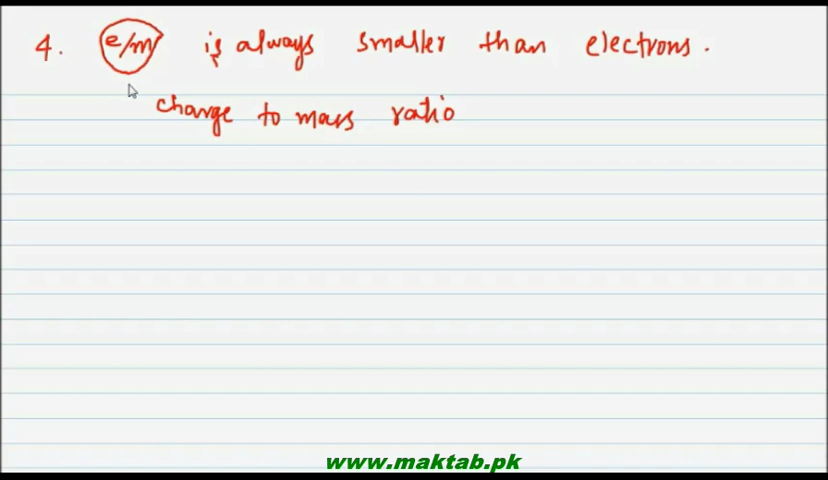 4. e/m is always smaller than electrons.
charge to mass ratio
www.maktab.pk